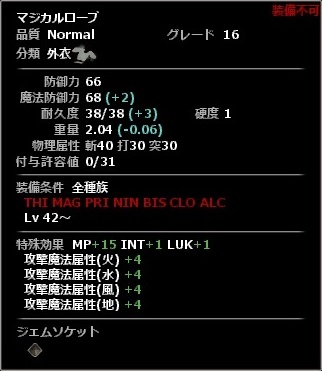 装備不可
マジカルローブ
品質 Normal グレード 16
分類 外衣
防御力 66
魔法防御力 68 (+2)
耐久度 38/38 (+3) 硬度 1
重量 2.04 (-0.06)
物理属性 斬40 打30 突30
付与許容値 0/31
装備条件 全種族
THI MAG PRI NIN BIS CLO ALC
Lv 42～
特殊効果 MP+15 INT+1 LUK+1
攻撃魔法属性(火) +4
攻撃魔法属性(水) +4
攻撃魔法属性(風) +4
攻撃魔法属性(地) +4
ジェムソケット